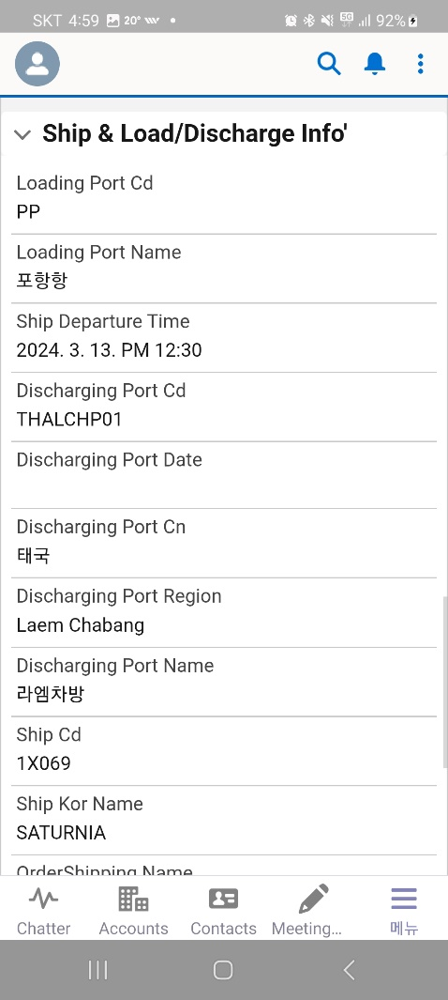 SKT 4:59 20° 5G 92%
Ship & Load/Discharge Info'
Loading Port Cd
PP
Loading Port Name
포항항
Ship Departure Time
2024. 3. 13. PM 12:30
Discharging Port Cd
THALCHP01
Discharging Port Date
Discharging Port Cn
태국
Discharging Port Region
Laem Chabang
Discharging Port Name
라엠차방
Ship Cd
1X069
Ship Kor Name
SATURNIA
OrderShipping Name
Chatter Accounts Contacts Meeting... 메뉴